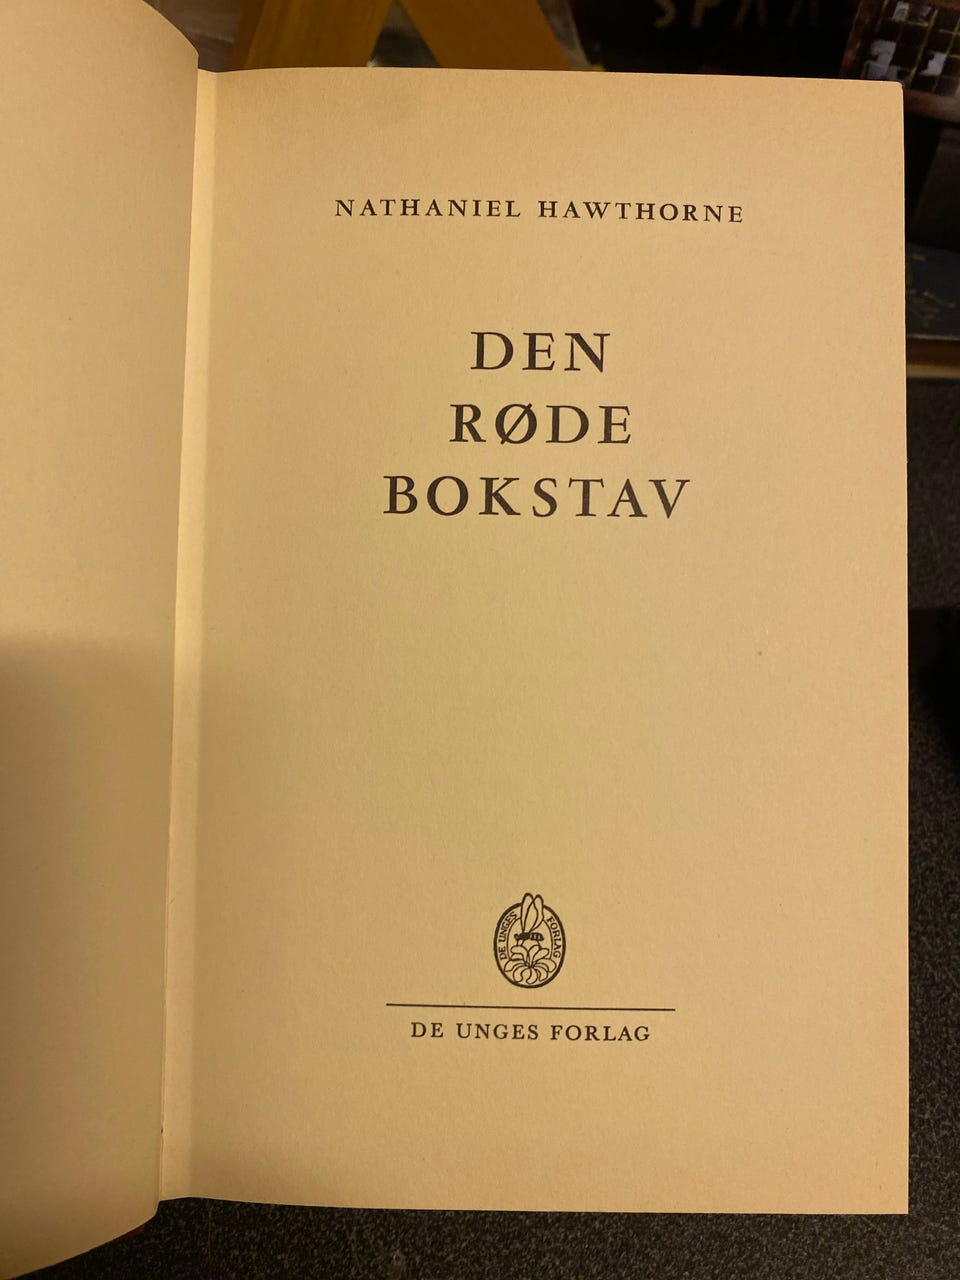 NATHANIEL HAWTHORNE
DEN
RØDE
BOKSTAV
DE UNGES FORLAG
DE UNGES FORLAG